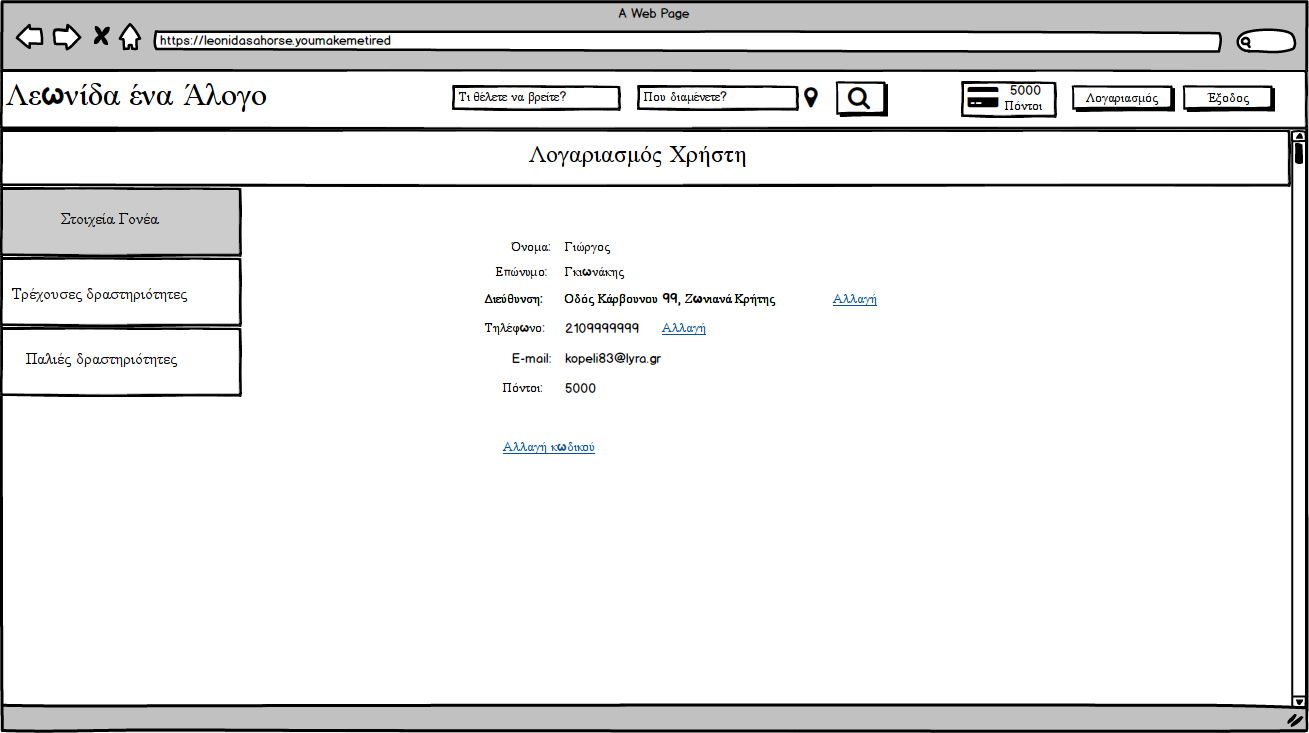 A Web Page
https://leonidasahorse.youmakemetired
Λεωνίδα ένα Άλογο
Τι θέλετε να βρείτε?
Που διαμένετε?
5000
Πόντοι
Λογαριασμός
Έξοδος
Λογαριασμός Χρήστη
Στοιχεία Γονέα
Τρέχουσες δραστηριότητες
Παλιές δραστηριότητες
Όνομα: Γιώργος
Επώνυμο: Γκιωνάκης
Διεύθυνση: Οδός Κάρβουνου 99, Ζωνιανά Κρήτης Αλλαγή
Τηλέφωνο: 2109999999 Αλλαγή
E-mail: kopeli83@lyra.gr
Πόντοι: 5000
Αλλαγή κωδικού